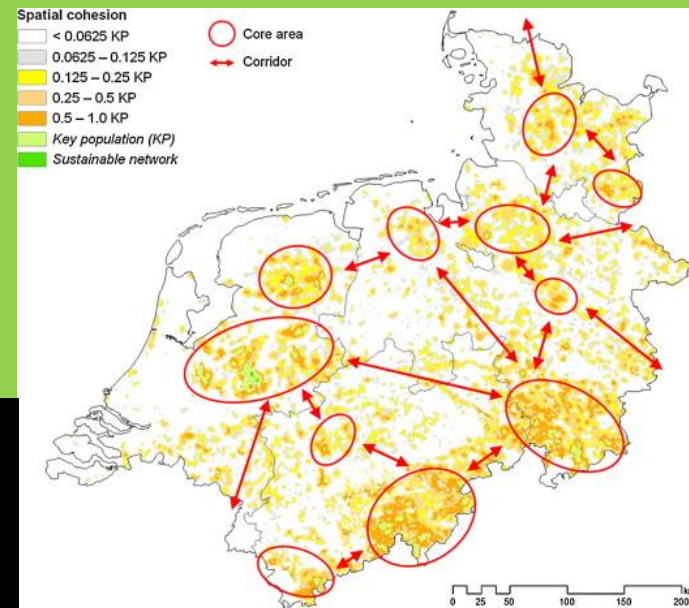 Spatial cohesion
< 0.0625 KP
0.0625 – 0.125 KP
0.125 – 0.25 KP
0.25 – 0.5 KP
0.5 – 1.0 KP
Key population (KP)
Sustainable network
Core area
Corridor
0 25 50 100 150 200